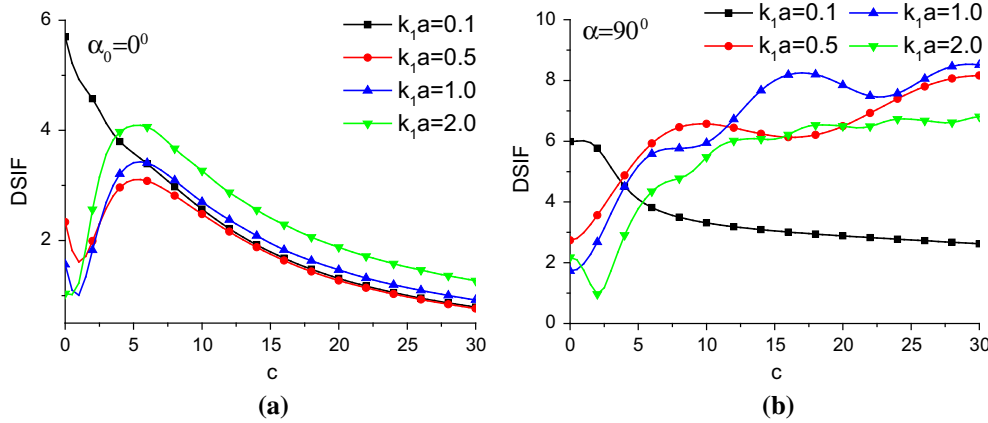 α₀=0⁰
k₁a=0.1
k₁a=0.5
k₁a=1.0
k₁a=2.0
6
4
2
DSIF
0 5 10 15 20 25 30
c
(a)
k₁a=0.1 k₁a=1.0
k₁a=0.5 k₁a=2.0
α=90⁰
10
8
6
4
2
0
DSIF
0 5 10 15 20 25 30
c
(b)